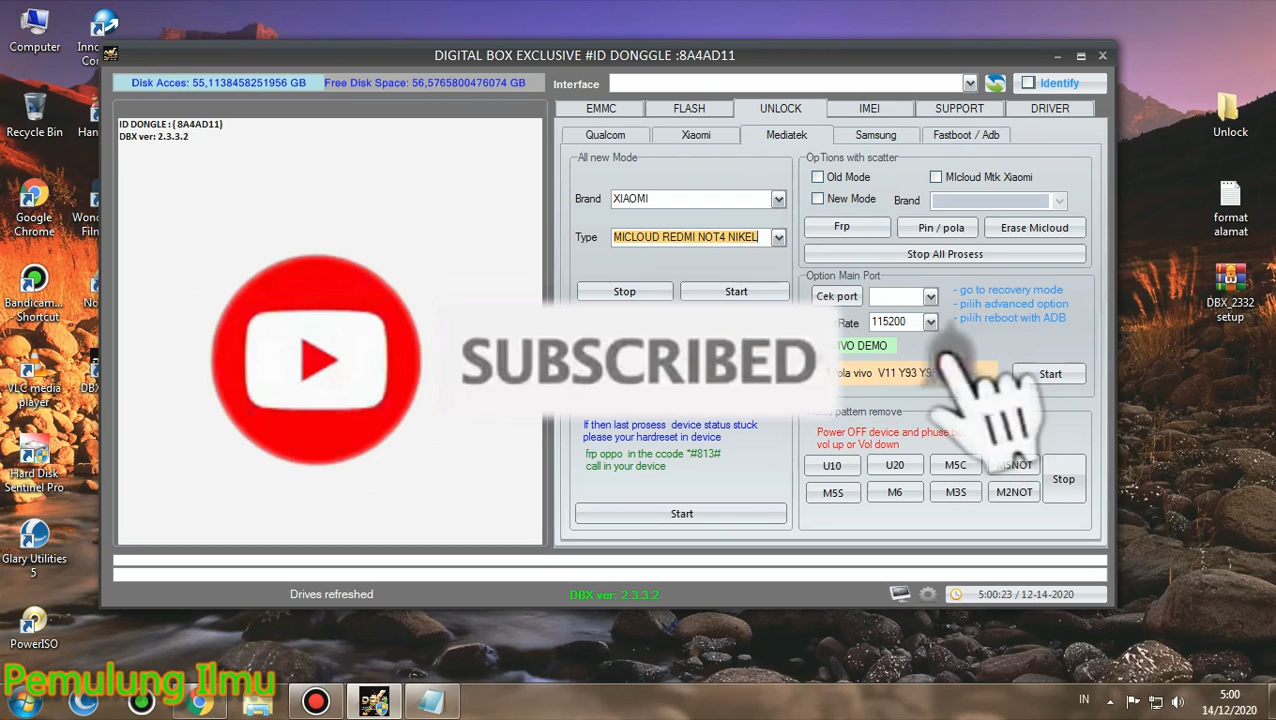 DIGITAL BOX EXCLUSIVE #ID DONGGLE :8A4AD11
Computer
Recycle Bin
Google Chrome
Bandicam... - Shortcut
VLC media player
Hard Disk Sentinel Pro
Glary Utilities 5
PowerISO
Disk Acces: 55,1138458251956 GB
Free Disk Space: 56,5765800476074 GB
Interface
Identify
ID DONGLE : { 8A4AD11}
DBX ver: 2.3.3.2
EMMC
FLASH
UNLOCK
IMEI
SUPPORT
DRIVER
Qualcom
Xiaomi
Mediatek
Samsung
Fastboot / Adb
All new Mode
Brand
XIAOMI
Type
MICLOUD REDMI NOT4 NIKEL
Stop
Start
OpTions with scatter
Old Mode
MIcloud Mtk Xiaomi
New Mode
Brand
Frp
Pin / pola
Erase Micloud
Stop All Prosess
Option Main Port
Cek port
- go to recovery mode
- pilih advanced option
- pilih reboot with ADB
Rate
115200
VO DEMO
ola vivo V11 Y93
Start
SUBSCRIBED
If then last prosess device status stuck
please your hardreset in device
frp oppo in the ccode *#813#
call in your device
Start
pattern remove
Power OFF device and phuse
vol up or Vol down
U10
U20
M5C
M5NOT
Stop
M5S
M6
M3S
M2NOT
Drives refreshed
DBX ver: 2.3.3.2
5:00:23 / 12-14-2020
Unlock
format alamat
DBX_2332 setup
Pemulung Ilmu
IN
5:00
14/12/2020